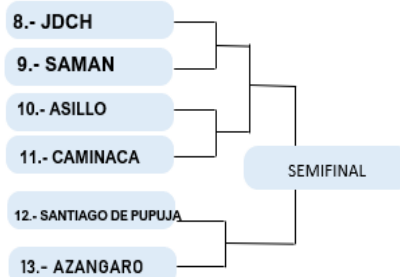 8.- JDCH
9.- SAMAN
10.- ASILLO
11.- CAMINACA
SEMIFINAL
12.- SANTIAGO DE PUPUJA
13.- AZANGARO